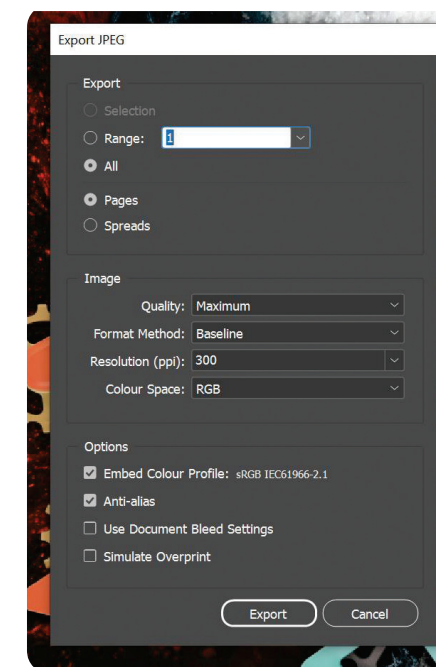 Export JPEG
Export
Selection
Range: 1
All
Pages
Spreads
Image
Quality: Maximum
Format Method: Baseline
Resolution (ppi): 300
Colour Space: RGB
Options
Embed Colour Profile: sRGB IEC61966-2.1
Anti-alias
Use Document Bleed Settings
Simulate Overprint
Export Cancel